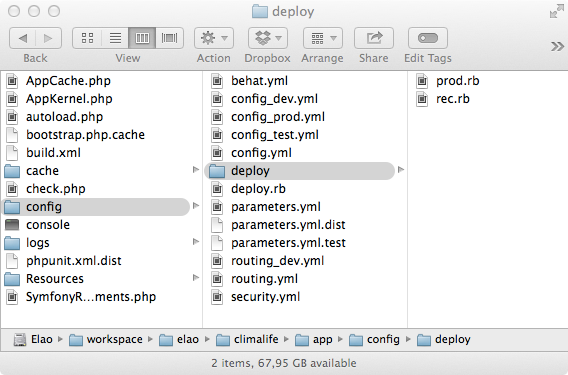 deploy
Back
View
Action
Dropbox
Arrange
Share
Edit Tags
AppCache.php
AppKernel.php
autoload.php
bootstrap.php.cache
build.xml
cache
check.php
config
console
logs
phpunit.xml.dist
Resources
SymfonyR...ments.php
behat.yml
config_dev.yml
config_prod.yml
config_test.yml
config.yml
deploy
deploy.rb
parameters.yml
parameters.yml.dist
parameters.yml.test
routing_dev.yml
routing.yml
security.yml
prod.rb
rec.rb
Elao workspace elao climalife app config deploy
2 items, 67,95 GB available